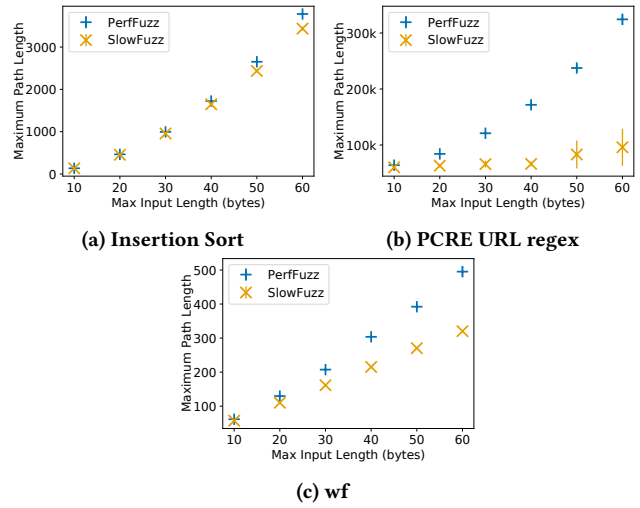 PerfFuzz
SlowFuzz
Maximum Path Length
3000
2000
1000
0
10 20 30 40 50 60
Max Input Length (bytes)
(a) Insertion Sort
PerfFuzz
SlowFuzz
Maximum Path Length
300k
200k
100k
10 20 30 40 50 60
Max Input Length (bytes)
(b) PCRE URL regex
PerfFuzz
SlowFuzz
Maximum Path Length
500
400
300
200
100
10 20 30 40 50 60
Max Input Length (bytes)
(c) wf